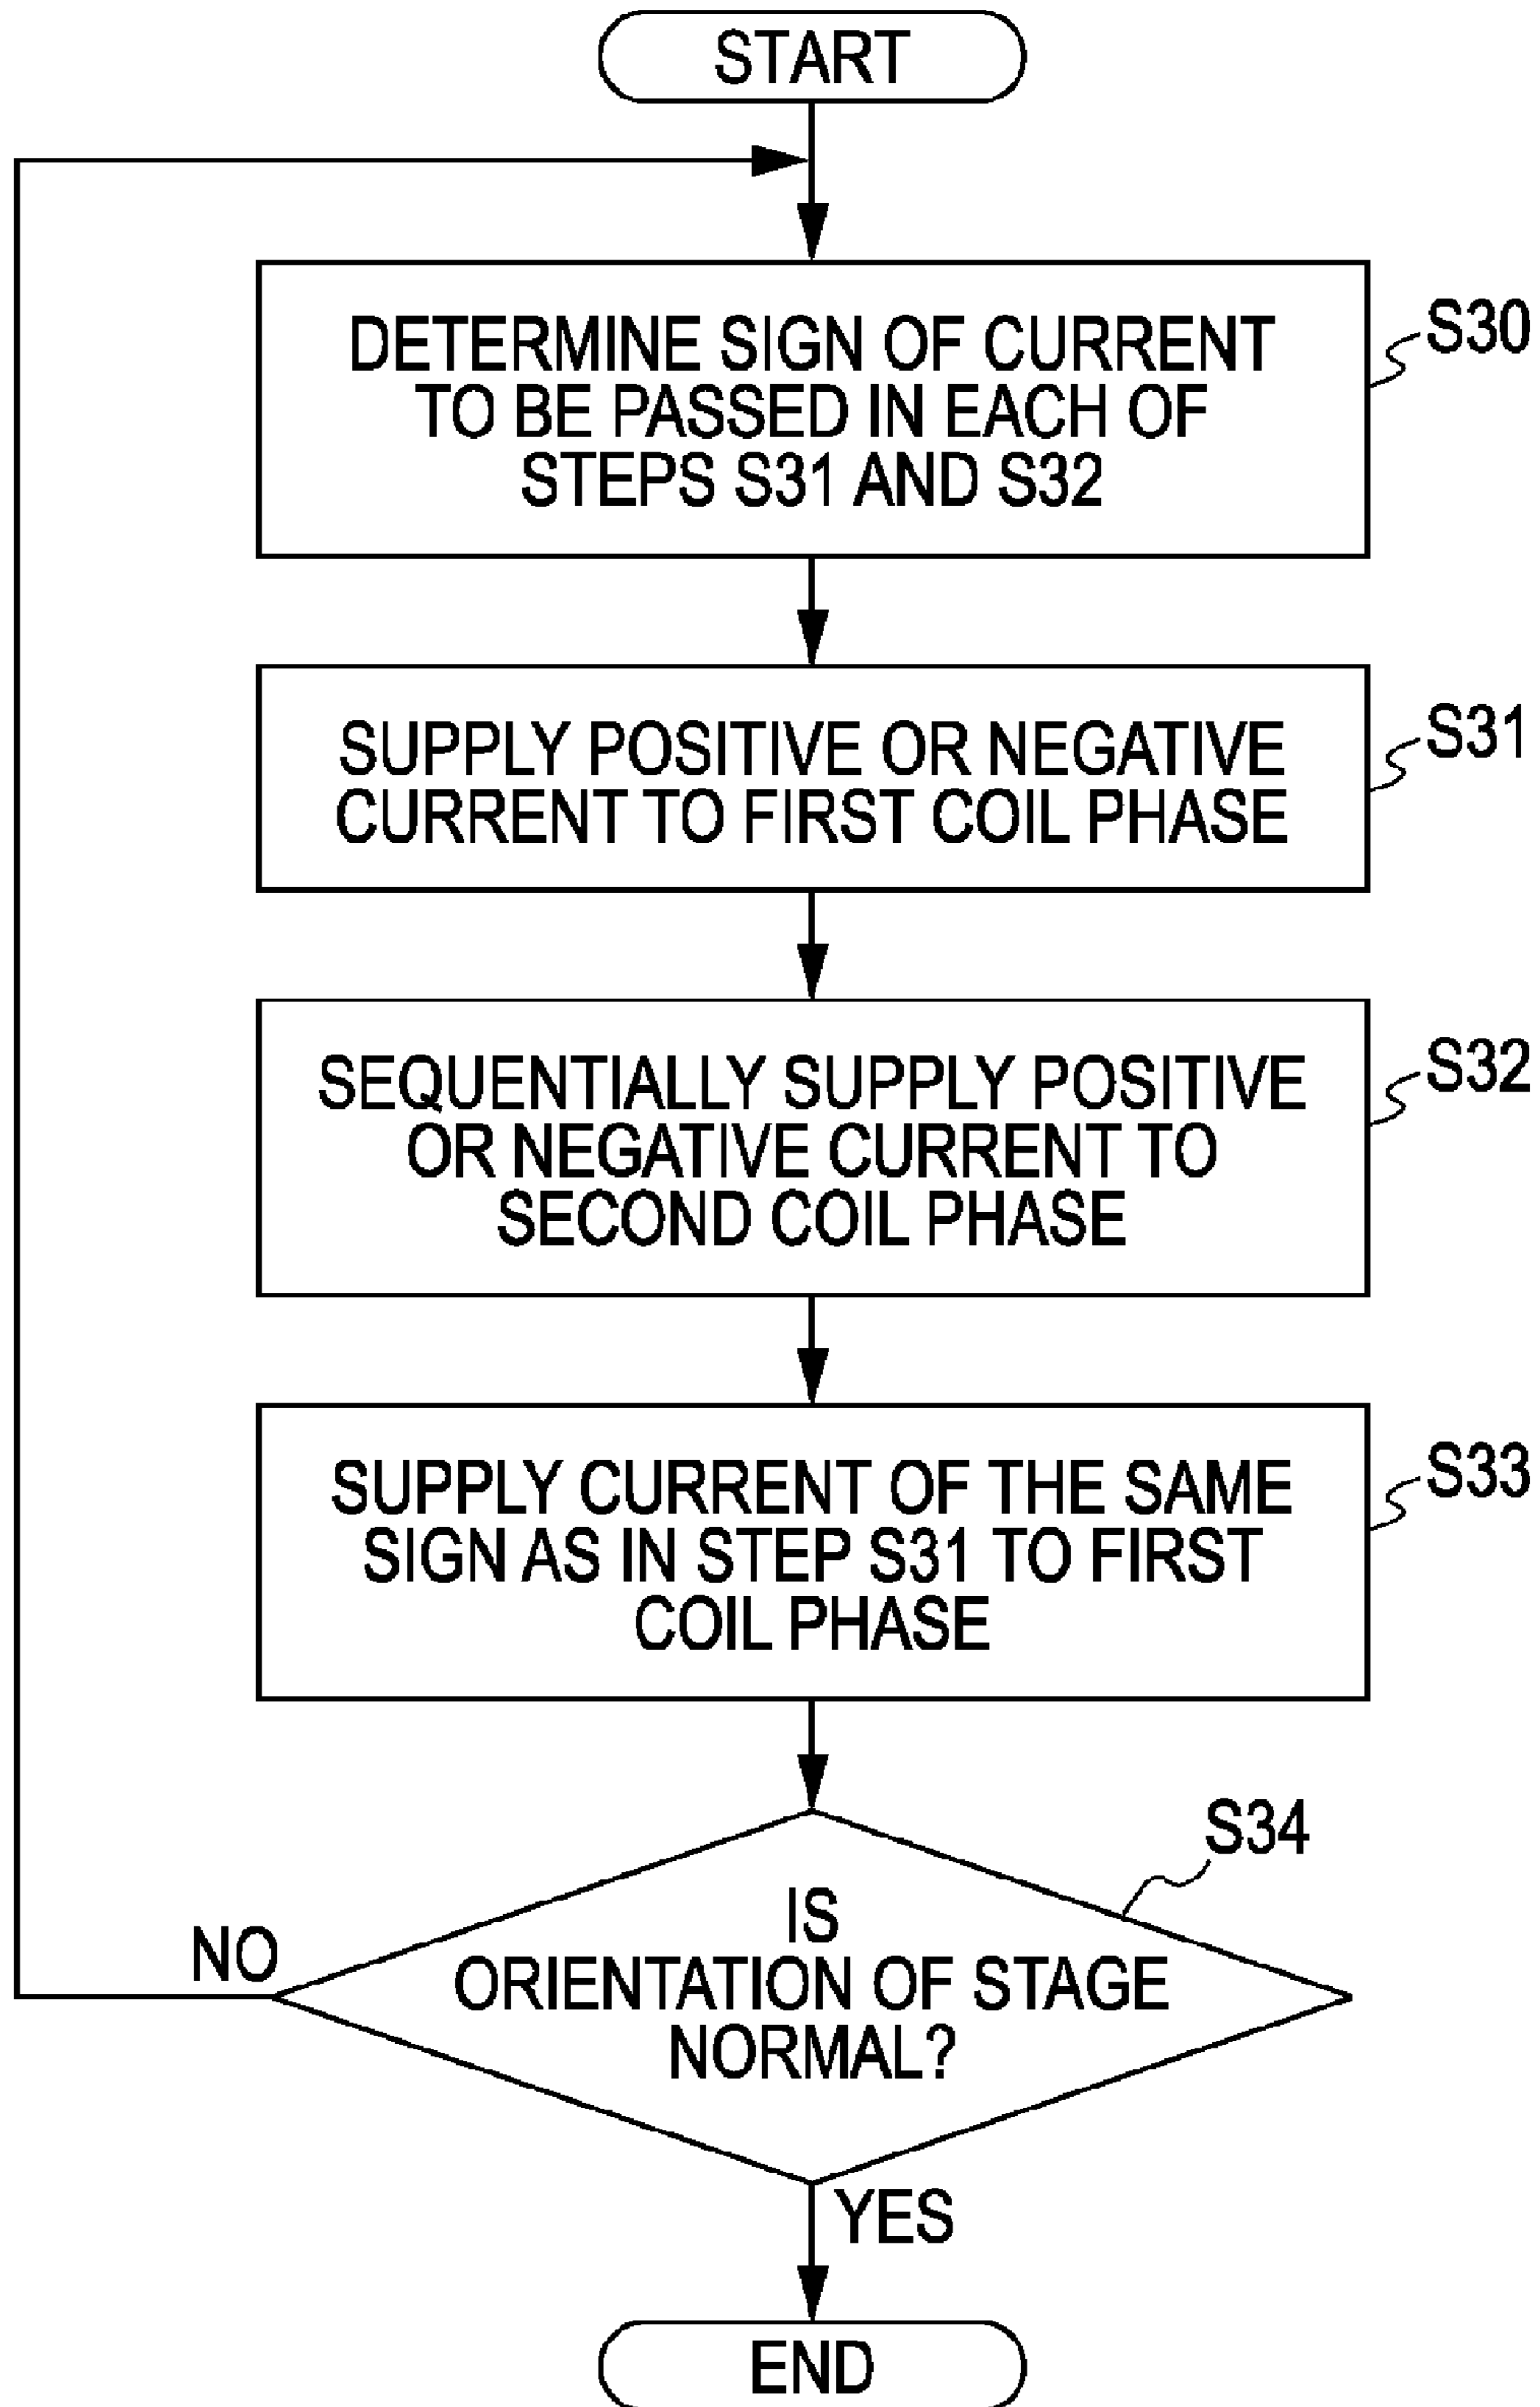 START
DETERMINE SIGN OF CURRENT
TO BE PASSED IN EACH OF
STEPS S31 AND S32
S30
SUPPLY POSITIVE OR NEGATIVE
CURRENT TO FIRST COIL PHASE
S31
SEQUENTIALLY SUPPLY POSITIVE
OR NEGATIVE CURRENT TO
SECOND COIL PHASE
S32
SUPPLY CURRENT OF THE SAME
SIGN AS IN STEP S31 TO FIRST
COIL PHASE
S33
S34
IS
ORIENTATION OF STAGE
NORMAL?
NO
YES
END